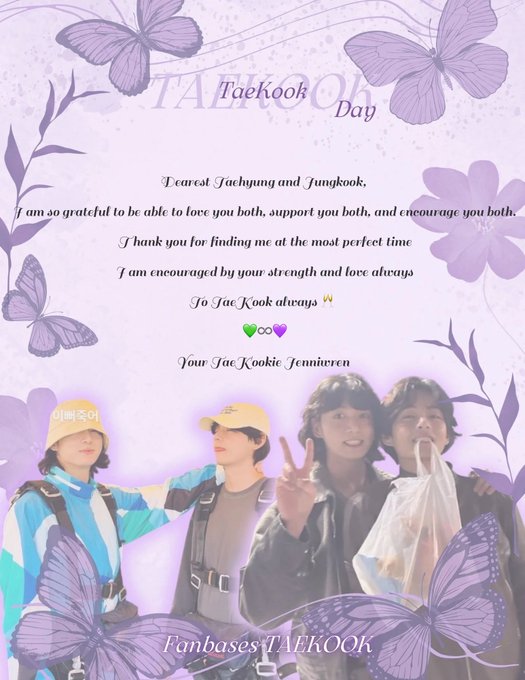 TAEKOOK
TaeKook
Day
Dearest Taehyung and Jungkook,
I am so grateful to be able to love you both, support you both, and encourage you both.
Thank you for finding me at the most perfect time
I am encouraged by your strength and love always
To TaeKook always 🥂
💚∞💜
Your TaeKookie Jenniwren
이뻐죽어
Fanbases TAEKOOK